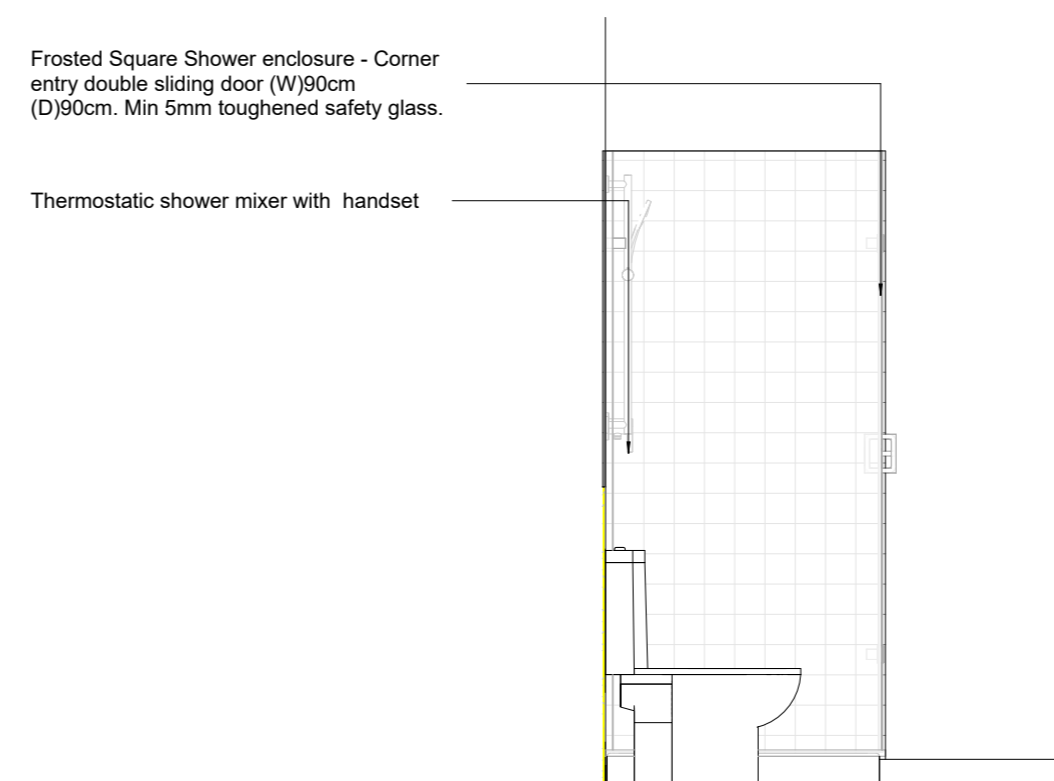 Frosted Square Shower enclosure - Corner
entry double sliding door (W)90cm
(D)90cm. Min 5mm toughened safety glass.
Thermostatic shower mixer with  handset